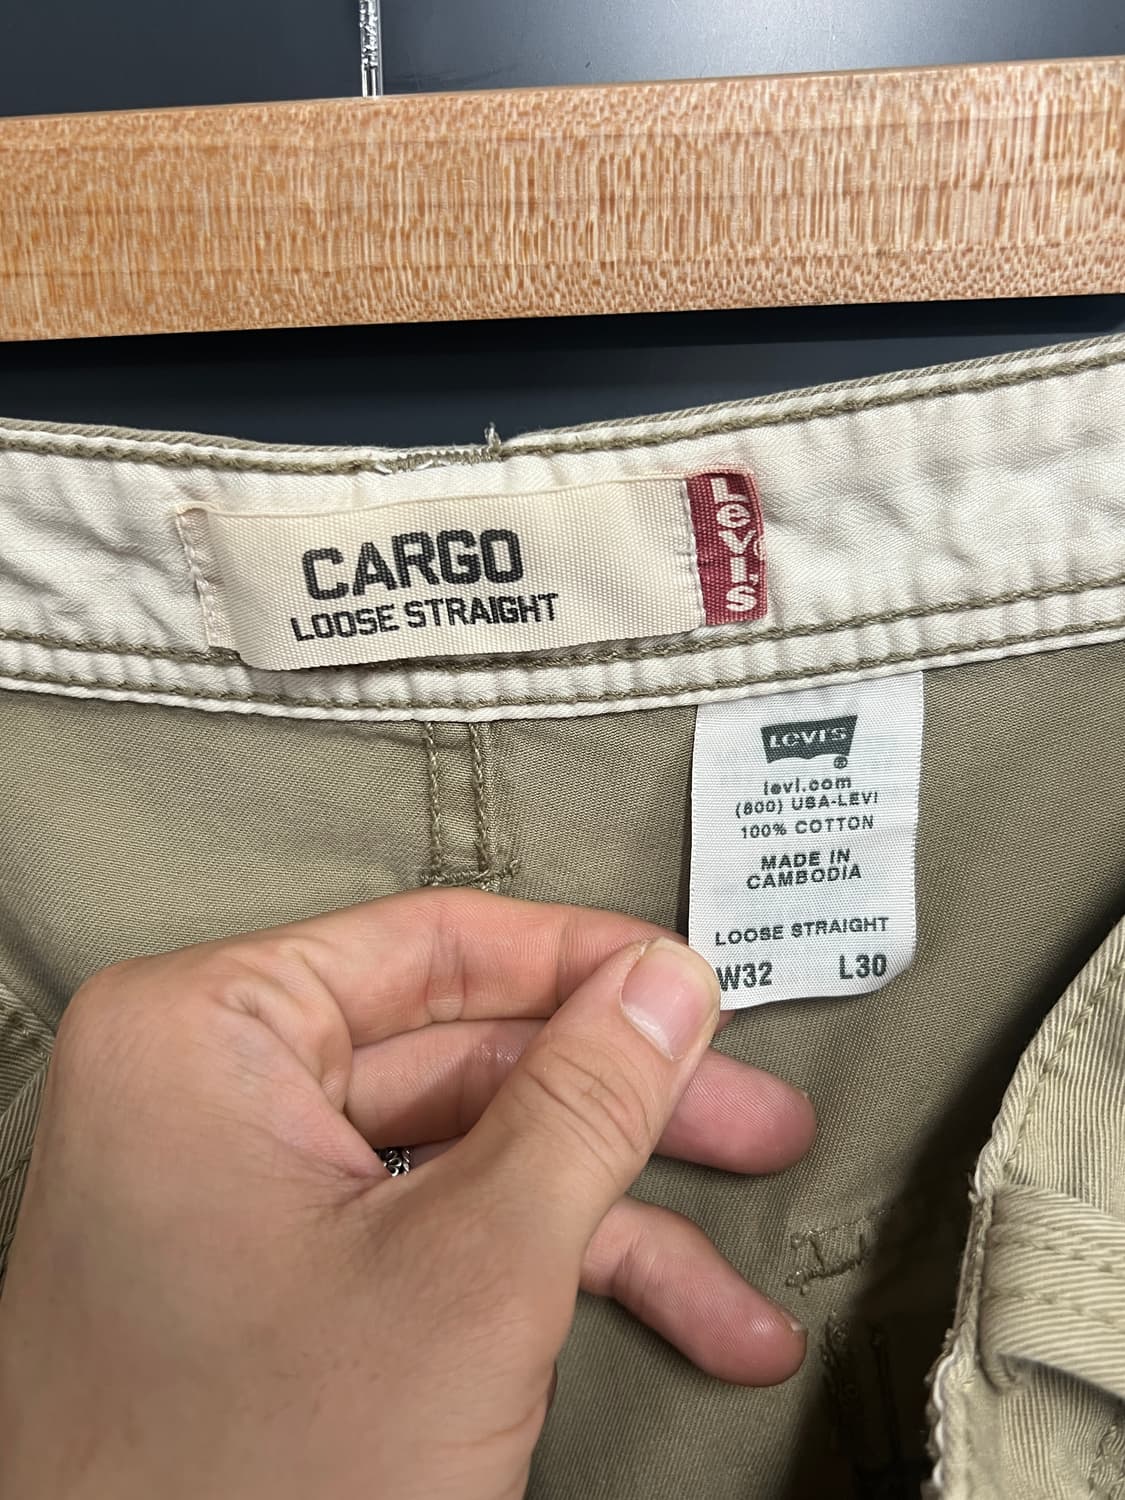 CARGO
LOOSE STRAIGHT
Levi's
LEVI'S
®
levi.com
(800) USA-LEVI
100% COTTON
MADE IN
CAMBODIA
LOOSE STRAIGHT
W32 L30